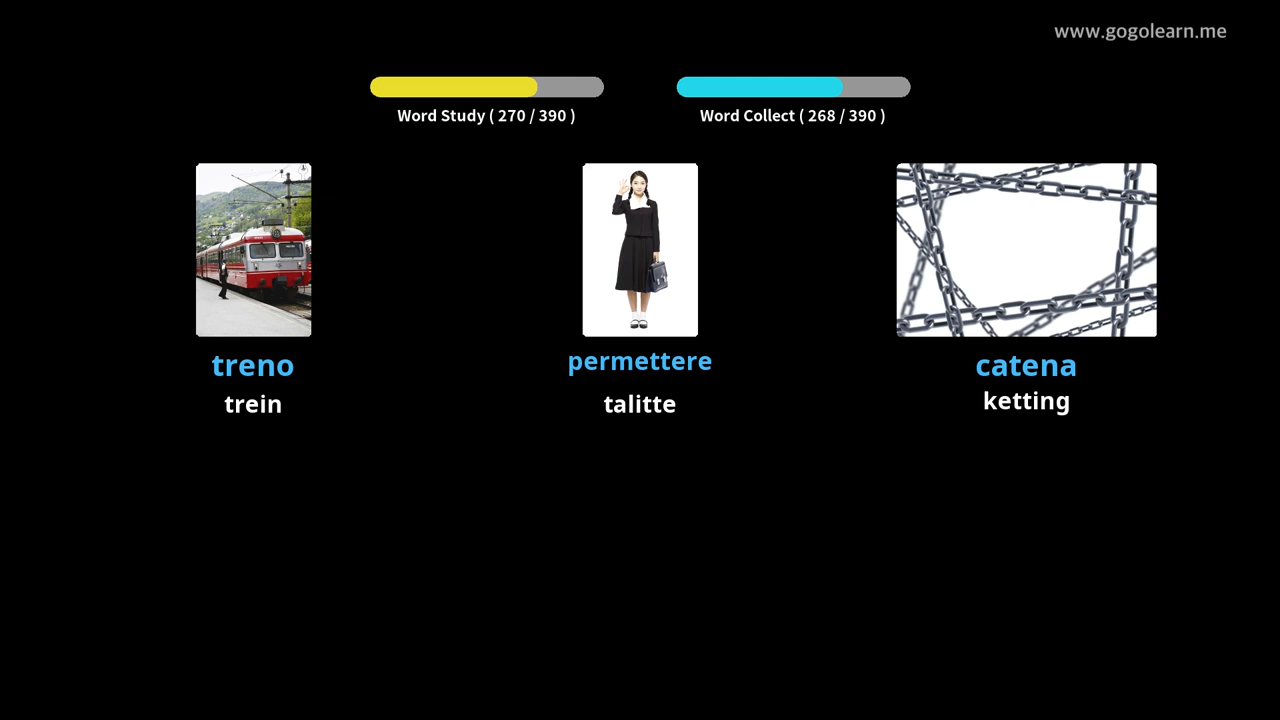 www.gogolearn.me
Word Study ( 270 / 390 )
Word Collect ( 268 / 390 )
treno
permettere
catena
trein
talitte
ketting